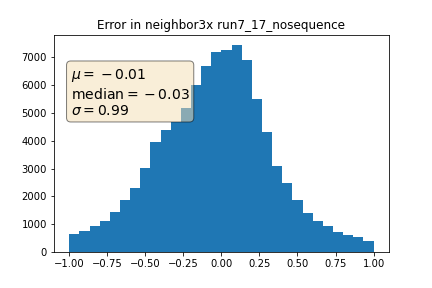 Error in neighbor3x run7_17_nosequence
μ = −0.01
median = −0.03
σ = 0.99
7000
6000
5000
4000
3000
2000
1000
0
−1.00 −0.75 −0.50 −0.25 0.00 0.25 0.50 0.75 1.00